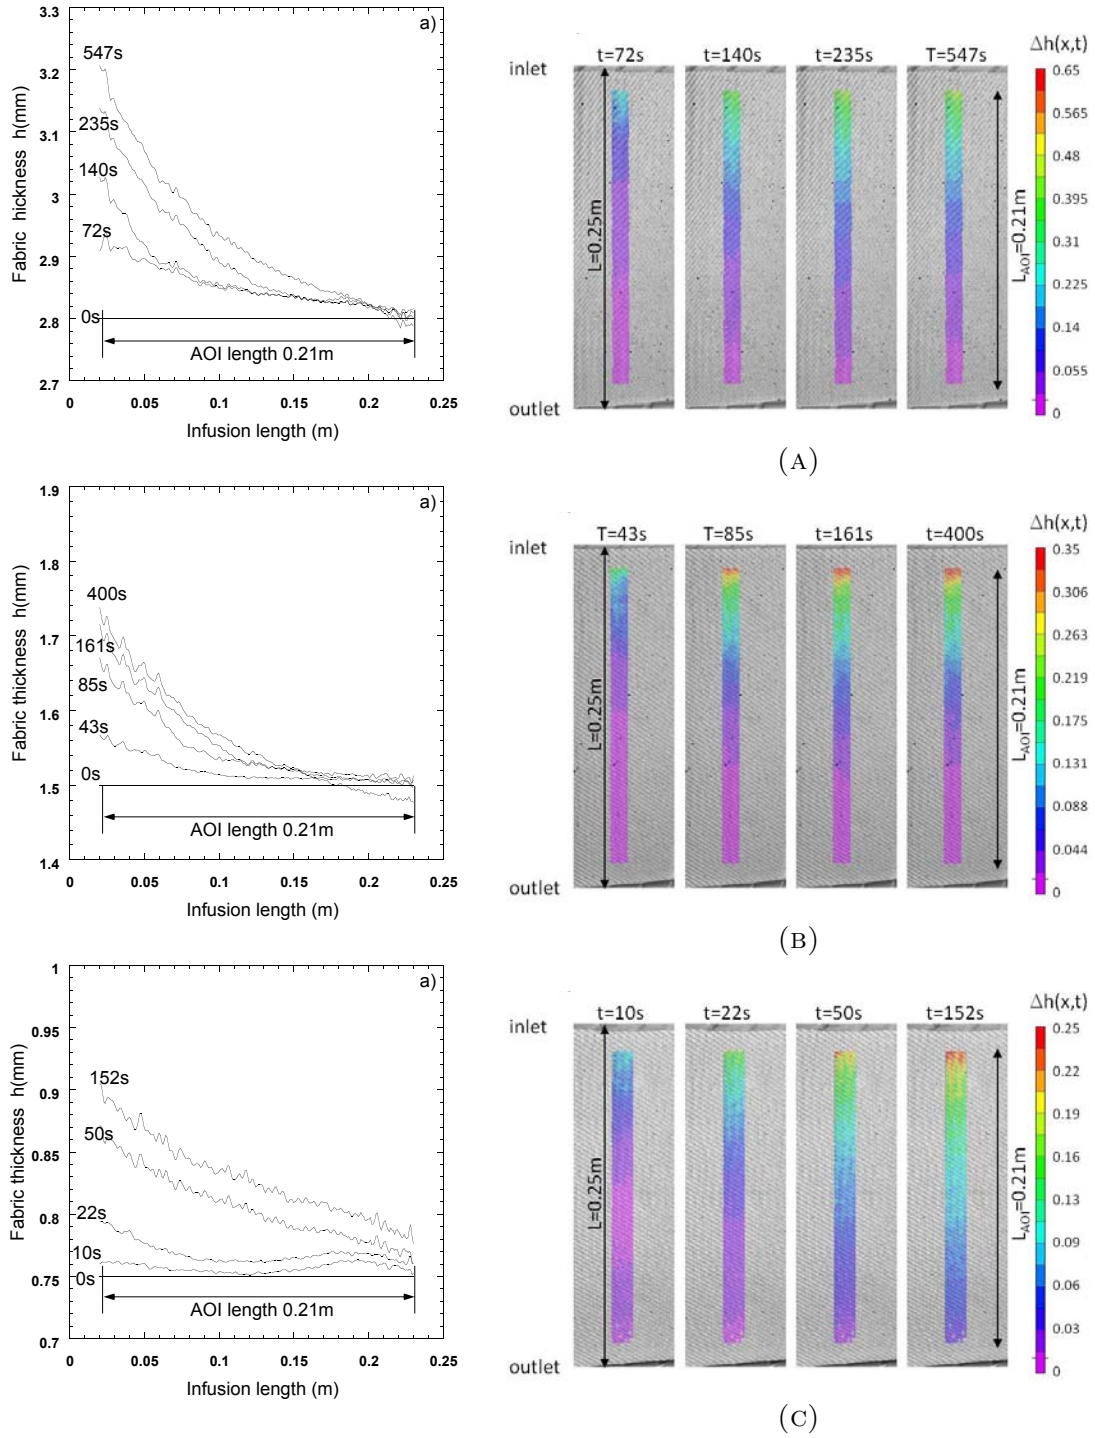 3.3
3.2
3.1
3
2.9
2.8
2.7
Fabric hickness h(mm)
a)
547s
235s
140s
72s
0s
AOI length 0.21m
0
0.05
0.1
0.15
0.2
0.25
Infusion length (m)
inlet
outlet
t=72s
t=140s
t=235s
T=547s
L=0.25m
L_AOI=0.21m
Δh(x,t)
0.65
0.565
0.48
0.395
0.31
0.225
0.14
0.055
0
(A)
1.9
1.8
1.7
1.6
1.5
1.4
Fabric thickness h(mm)
a)
400s
161s
85s
43s
0s
AOI length 0.21m
0
0.05
0.1
0.15
0.2
0.25
Infusion length (m)
inlet
outlet
T=43s
T=85s
t=161s
t=400s
L=0.25m
L_AOI=0.21m
Δh(x,t)
0.35
0.306
0.263
0.219
0.175
0.131
0.088
0.044
0
(B)
1
0.95
0.9
0.85
0.8
0.75
0.7
Fabric thickness h(mm)
a)
152s
50s
22s
10s
0s
AOI length 0.21m
0
0.05
0.1
0.15
0.2
0.25
Infusion length (m)
inlet
outlet
t=10s
t=22s
t=50s
t=152s
L=0.25m
L_AOI=0.21m
Δh(x,t)
0.25
0.22
0.19
0.16
0.13
0.09
0.06
0.03
0
(C)